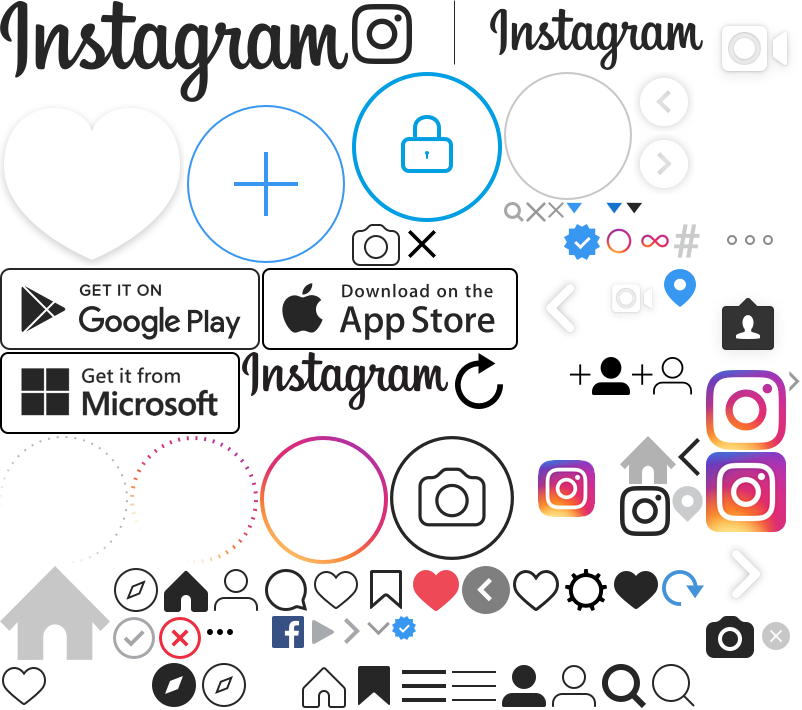 Instagram
Instagram
GET IT ON
Google Play
Download on the
App Store
Get it from
Microsoft
Instagram